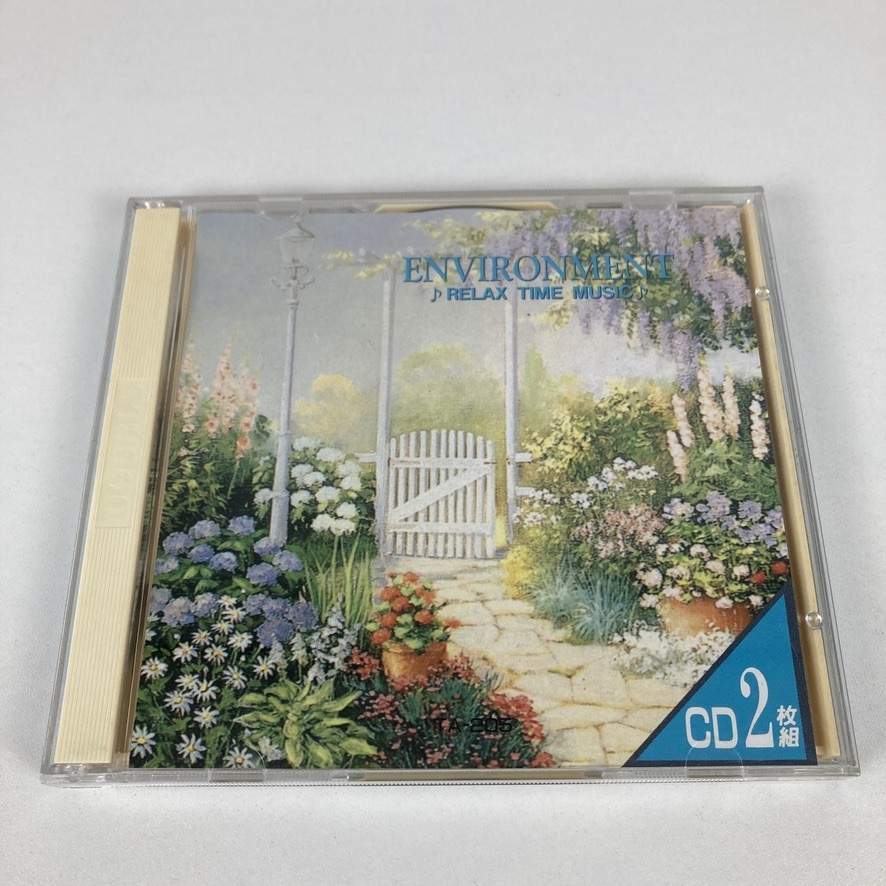 ENVIRONMENT
♪RELAX TIME MUSIC♪
TA-205
CD2枚組